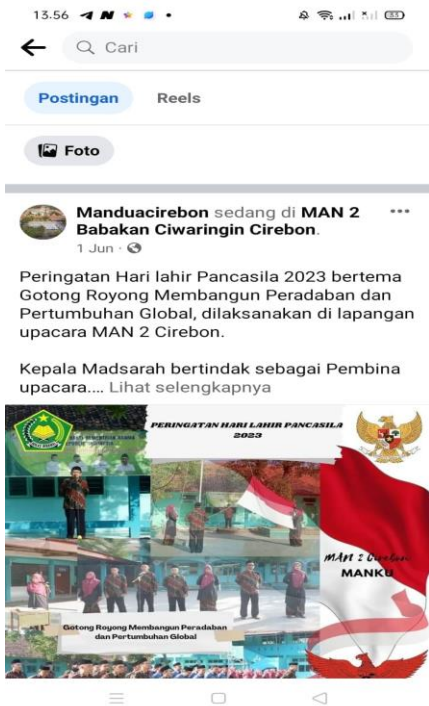 13.56
Cari
Postingan Reels
Foto
Manduacirebon sedang di MAN 2
Babakan Ciwaringin Cirebon.
1 Jun ·
Peringatan Hari lahir Pancasila 2023 bertema
Gotong Royong Membangun Peradaban dan
Pertumbuhan Global, dilaksanakan di lapangan
upacara MAN 2 Cirebon.
Kepala Madsarah bertindak sebagai Pembina
upacara.... Lihat selengkapnya
PERINGATAN HARI LAHIR PANCASILA
2023
MAN 2 Cirebon
MANKU
Gotong Royong Membangun Peradaban
dan Pertumbuhan Global